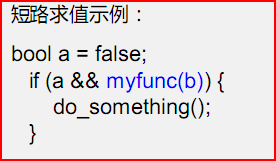 短路求值示例：
bool a = false;
if (a && myfunc(b)) {
do_something();
}